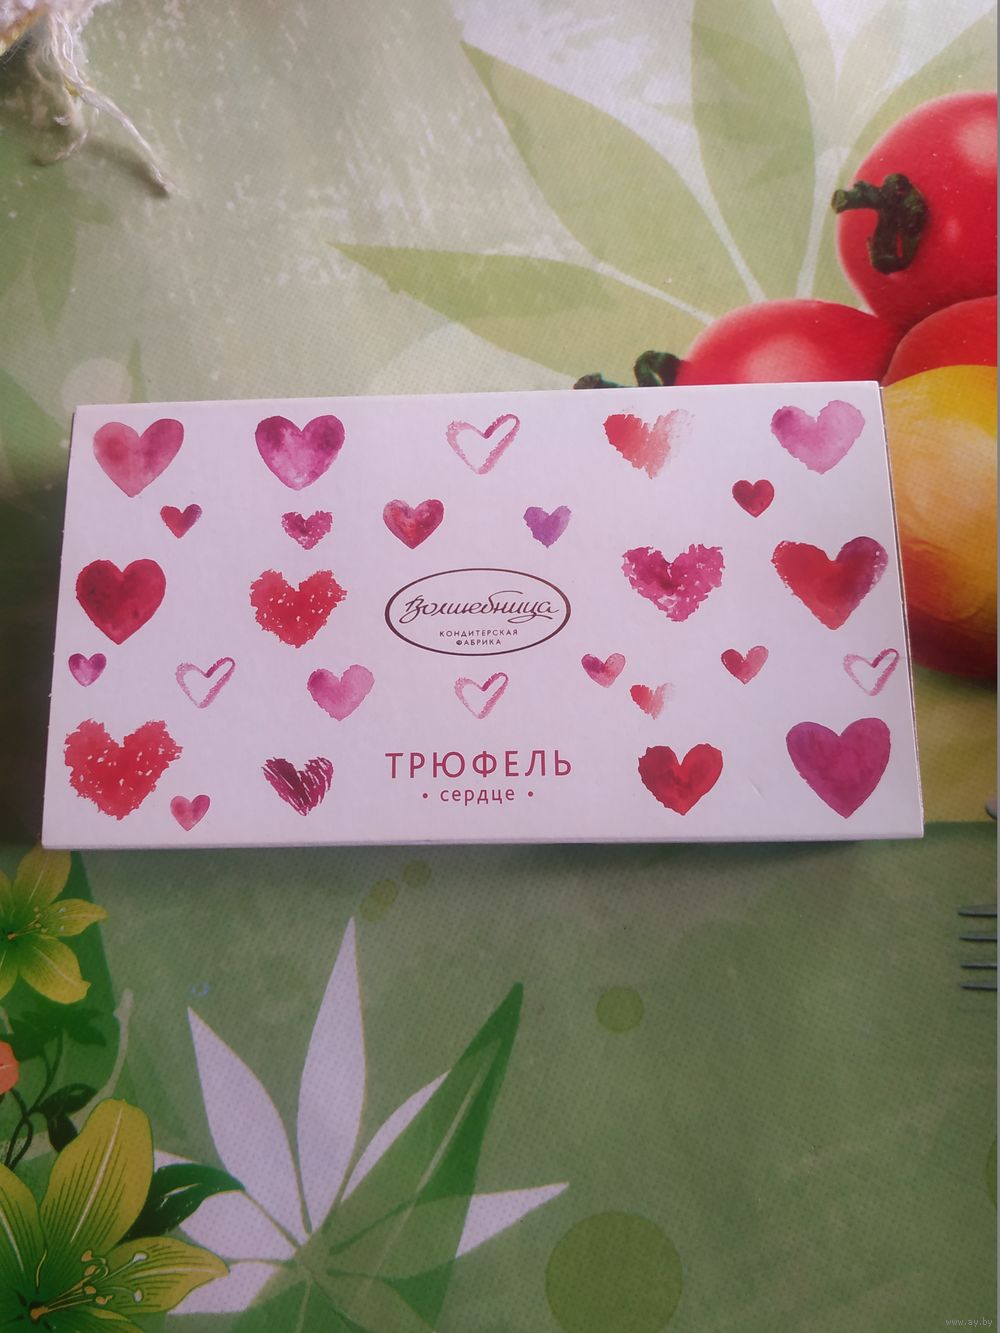 Волшебница
КОНДИТЕРСКАЯ
ФАБРИКА
ТРЮФЕЛЬ
• сердце •
www.ay.by